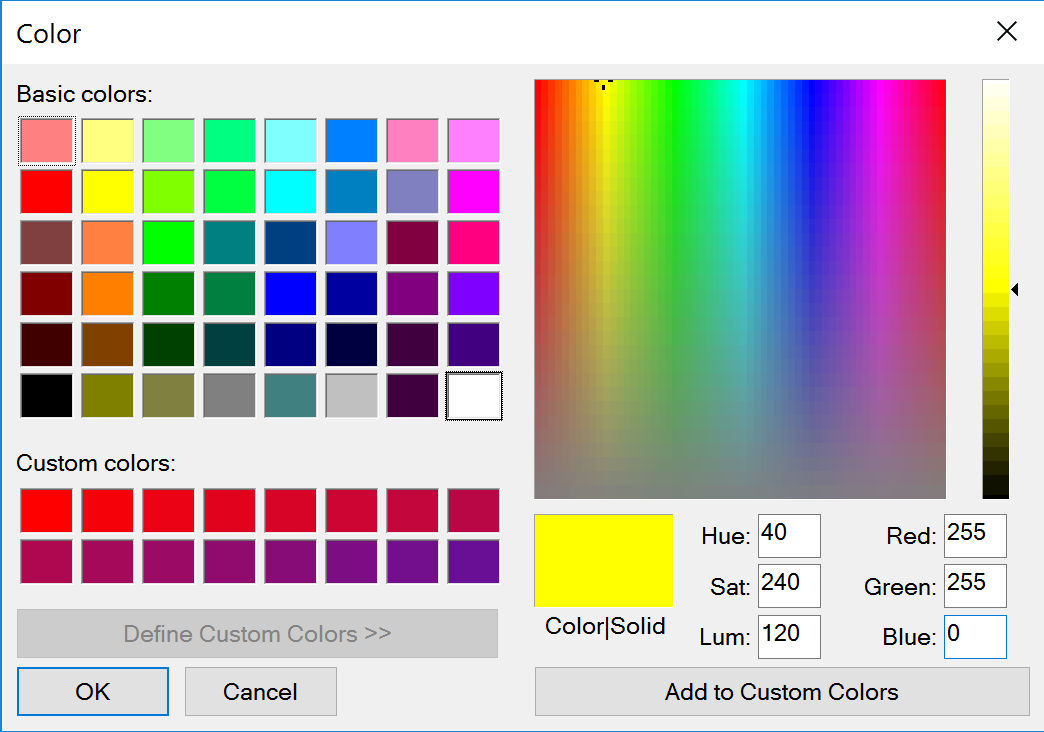 Color
Basic colors:
Custom colors:
Define Custom Colors >>
OK Cancel
Color|Solid
Hue: 40 Red: 255
Sat: 240 Green: 255
Lum: 120 Blue: 0
Add to Custom Colors